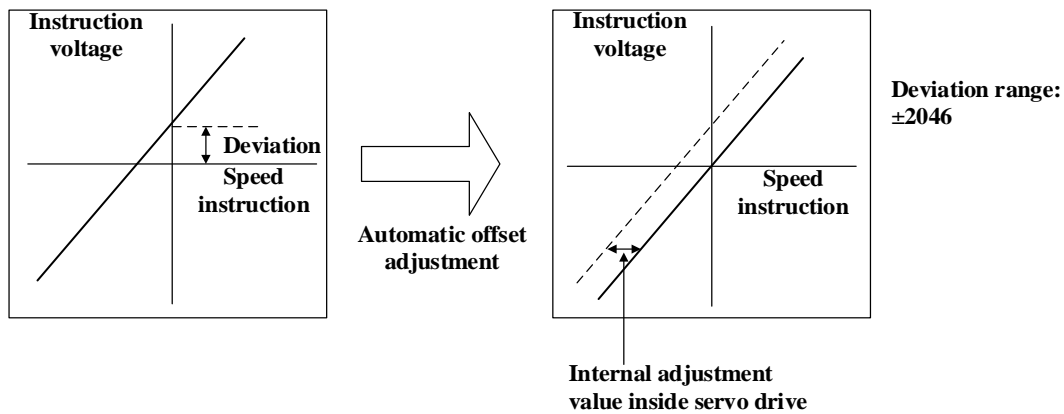 Instruction
voltage
Deviation
Speed
instruction
Automatic offset
adjustment
Instruction
voltage
Speed
instruction
Deviation range:
±2046
Internal adjustment
value inside servo drive